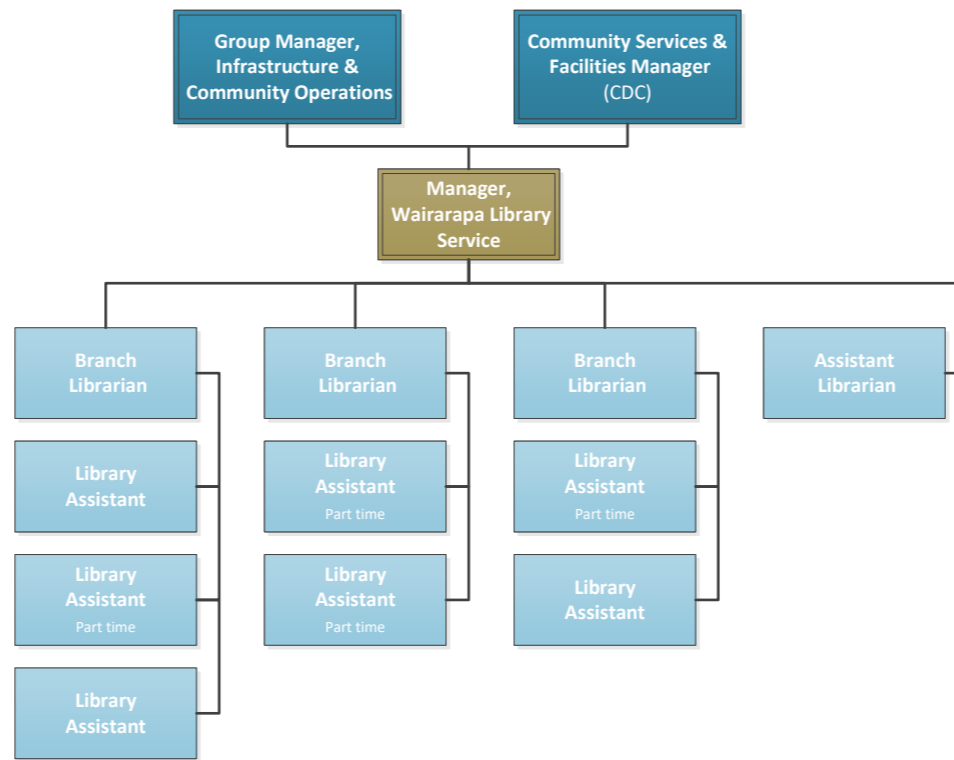 Group Manager,
Infrastructure &
Community Operations
Community Services &
Facilities Manager
(CDC)
Manager,
Wairarapa Library
Service
Branch
Librarian
Branch
Librarian
Branch
Librarian
Assistant
Librarian
Library
Assistant
Library
Assistant
Part time
Library
Assistant
Part time
Library
Assistant
Part time
Library
Assistant
Part time
Library
Assistant
Library
Assistant